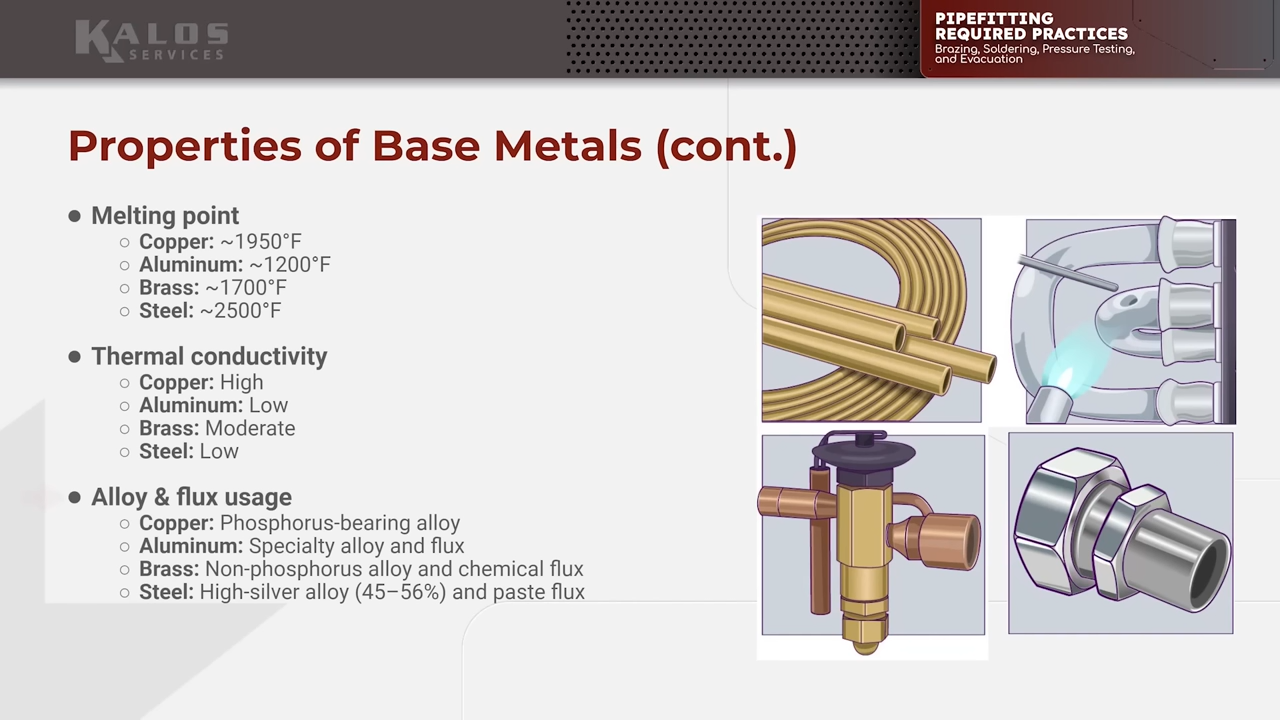 KALOS
SERVICES
PIPEFITTING
REQUIRED PRACTICES
Brazing, Soldering, Pressure Testing,
and Evacuation
Properties of Base Metals (cont.)
● Melting point
○ Copper: ~1950°F
○ Aluminum: ~1200°F
○ Brass: ~1700°F
○ Steel: ~2500°F
● Thermal conductivity
○ Copper: High
○ Aluminum: Low
○ Brass: Moderate
○ Steel: Low
● Alloy & flux usage
○ Copper: Phosphorus-bearing alloy
○ Aluminum: Specialty alloy and flux
○ Brass: Non-phosphorus alloy and chemical flux
○ Steel: High-silver alloy (45–56%) and paste flux